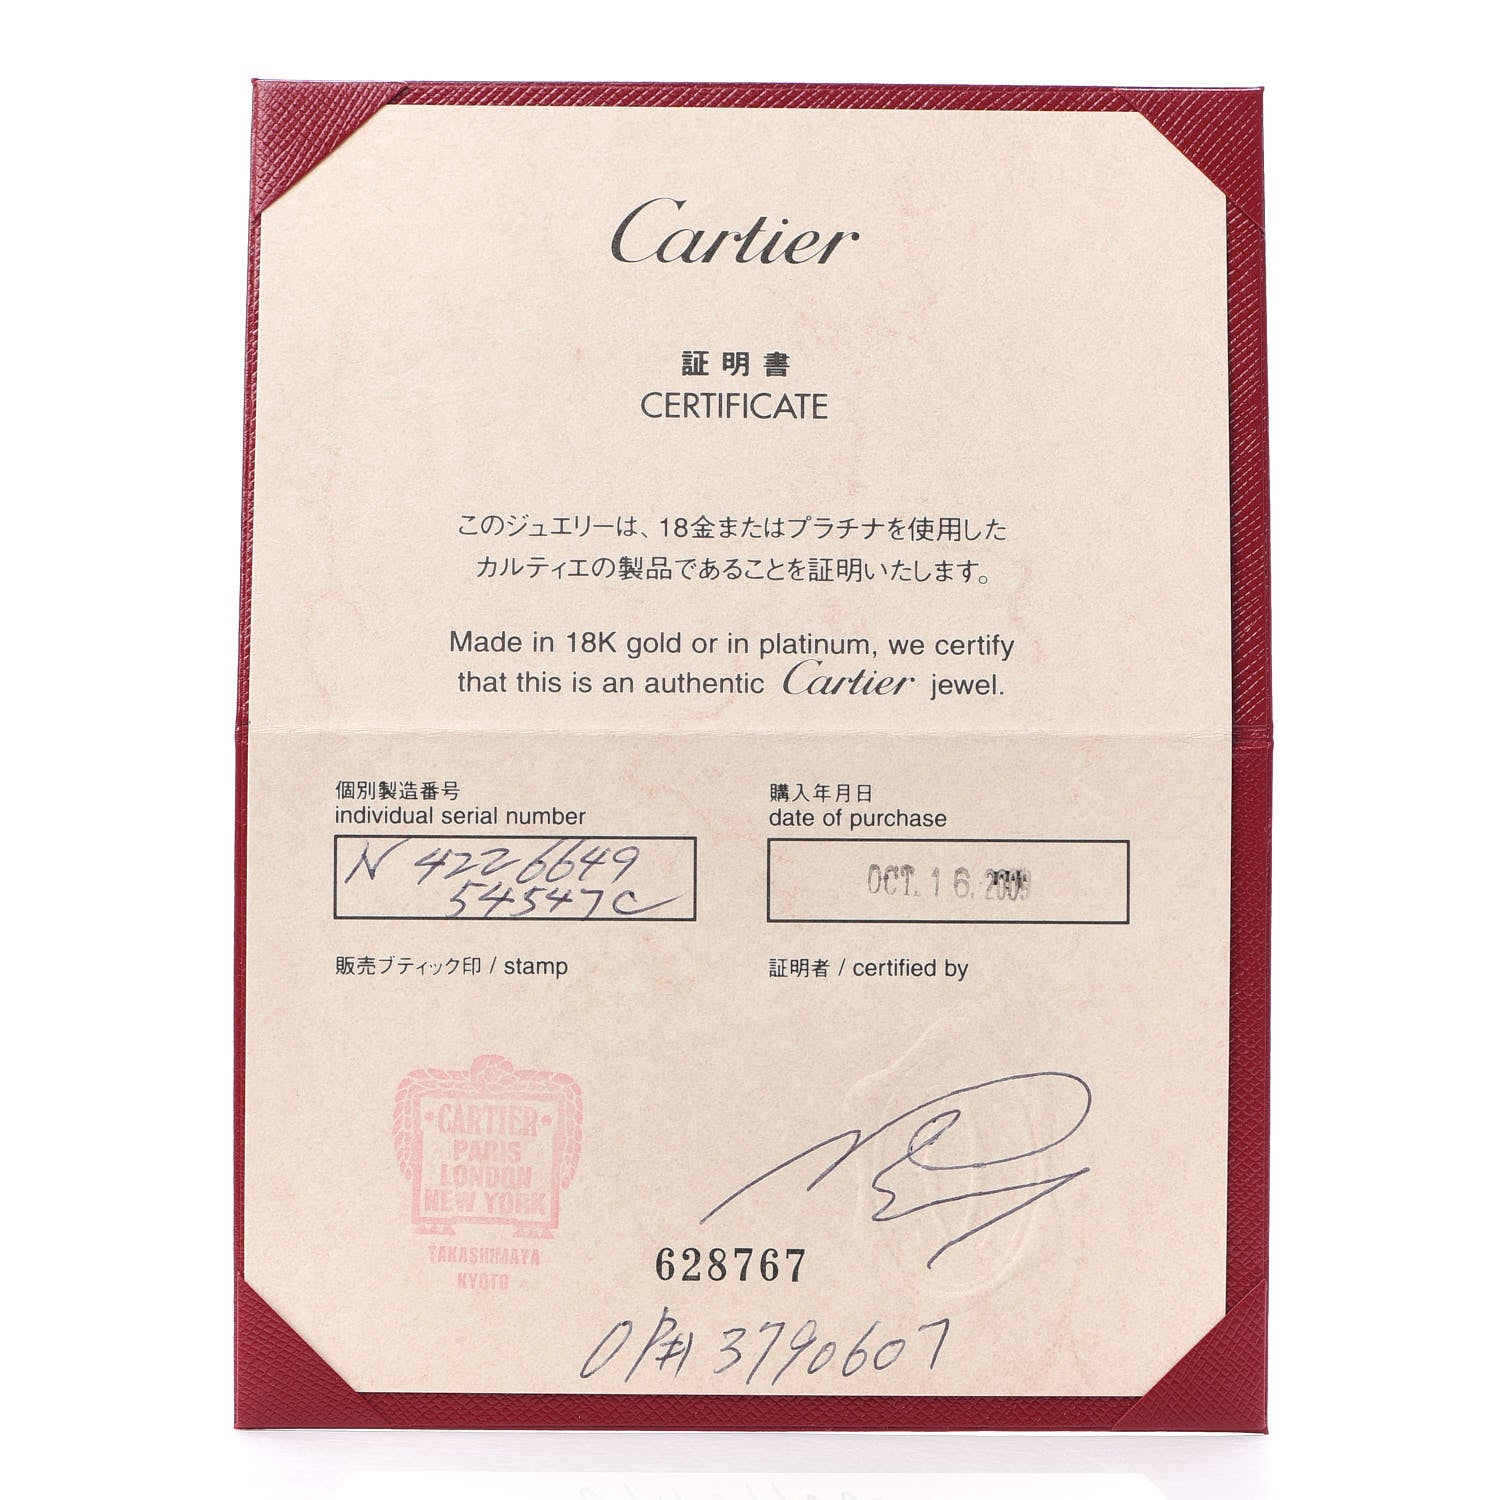 Cartier
証明書
CERTIFICATE
このジュエリーは、18金またはプラチナを使用した
カルティエの製品であることを証明いたします。
Made in 18K gold or in platinum, we certify
that this is an authentic Cartier jewel.
個別製造番号
individual serial number
N 4226649
54547C
購入年月日
date of purchase
OCT. 16. 2009
販売ブティック印 / stamp
証明者 / certified by
CARTIER
PARIS
LONDON
NEW YORK
TAKASHIMAYA
KYOTO
628767
3790607